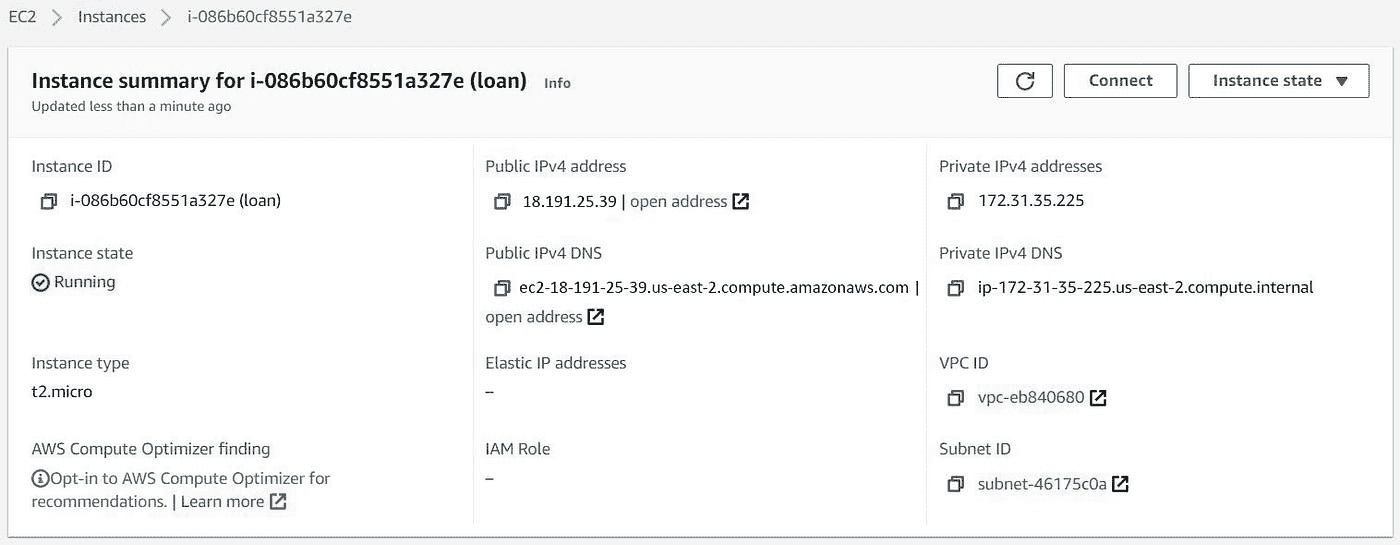 EC2 > Instances > i-086b60cf8551a327e
Instance summary for i-086b60cf8551a327e (loan) Info
Updated less than a minute ago
Connect
Instance state
Instance ID
i-086b60cf8551a327e (loan)
Public IPv4 address
18.191.25.39 | open address
Private IPv4 addresses
172.31.35.225
Instance state
Running
Public IPv4 DNS
ec2-18-191-25-39.us-east-2.compute.amazonaws.com |
open address
Private IPv4 DNS
ip-172-31-35-225.us-east-2.compute.internal
Instance type
t2.micro
Elastic IP addresses
–
VPC ID
vpc-eb840680
AWS Compute Optimizer finding
Opt-in to AWS Compute Optimizer for
recommendations. | Learn more
IAM Role
–
Subnet ID
subnet-46175c0a